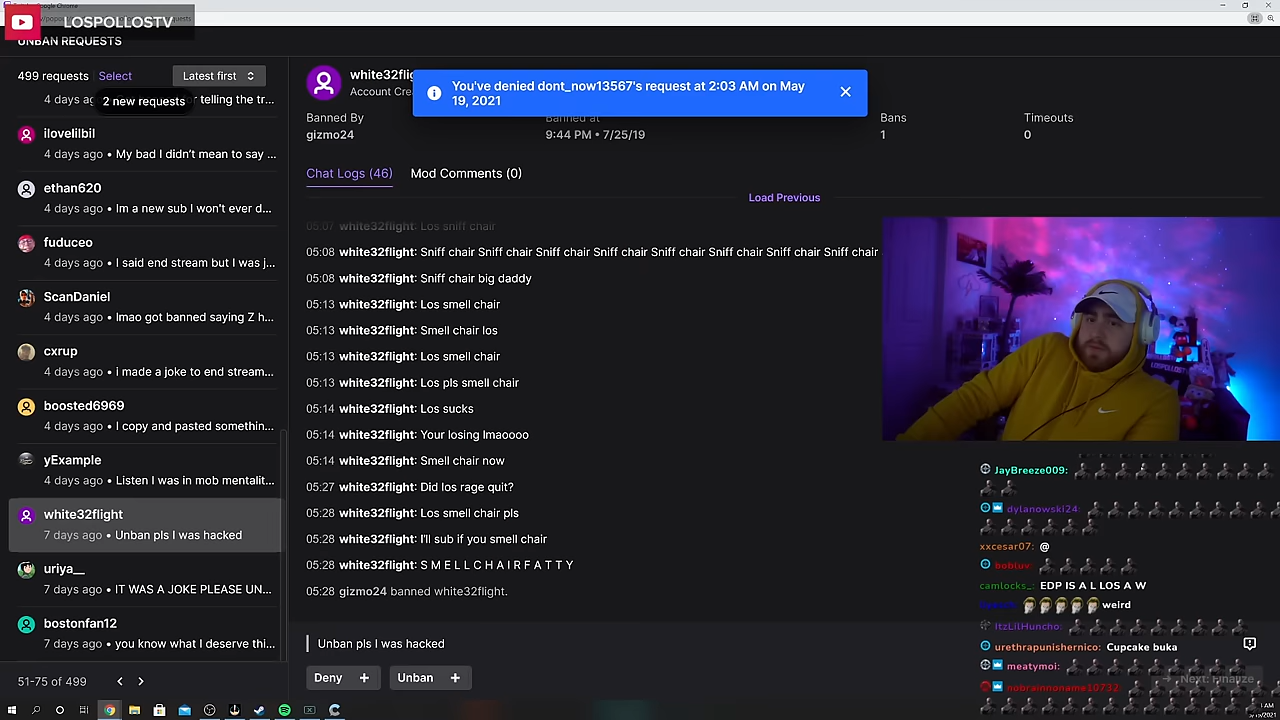 LOSPOLLOSTV
UNBAN REQUESTS
499 requests Select Latest first
2 new requests
4 days ag r telling the tr...
ilovelilbil
4 days ago • My bad I didn't mean to say ...
ethan620
4 days ago • Im a new sub I won't ever d...
fuduceo
4 days ago • I said end stream but I was j...
ScanDaniel
4 days ago • lmao got banned saying Z h...
cxrup
4 days ago • i made a joke to end stream...
boosted6969
4 days ago • I copy and pasted somethin...
yExample
4 days ago • Listen I was in mob mentalit...
white32flight
7 days ago • Unban pls I was hacked
uriya__
7 days ago • IT WAS A JOKE PLEASE UN...
bostonfan12
7 days ago • you know what I deserve thi...
51-75 of 499
white32flig
Account Cre
You've denied dont_now13567's request at 2:03 AM on May
19, 2021
Banned By Banned at Bans Timeouts
gizmo24 9:44 PM • 7/25/19 1 0
Chat Logs (46) Mod Comments (0)
Load Previous
05:07 white32flight: Los sniff chair
05:08 white32flight: Sniff chair Sniff chair Sniff chair Sniff chair Sniff chair Sniff chair Sniff chair Sniff chair
05:08 white32flight: Sniff chair big daddy
05:13 white32flight: Los smell chair
05:13 white32flight: Smell chair los
05:13 white32flight: Los smell chair
05:13 white32flight: Los pls smell chair
05:14 white32flight: Los sucks
05:14 white32flight: Your losing lmaoooo
05:14 white32flight: Smell chair now
05:27 white32flight: Did los rage quit?
05:28 white32flight: Los smell chair pls
05:28 white32flight: I'll sub if you smell chair
05:28 white32flight: S M E L L C H A I R F A T T Y
05:28 gizmo24 banned white32flight.
Unban pls I was hacked
Deny + Unban +
JayBreeze009:
dylanowski24:
xxcesar07: @
bobluv:
camlocks_: EDP IS A L LOS A W
weird
ItzLilHuncho:
urethrapunishernico: Cupcake buka
meatymoi:
nobrainnoname10732:
Next: Finalize